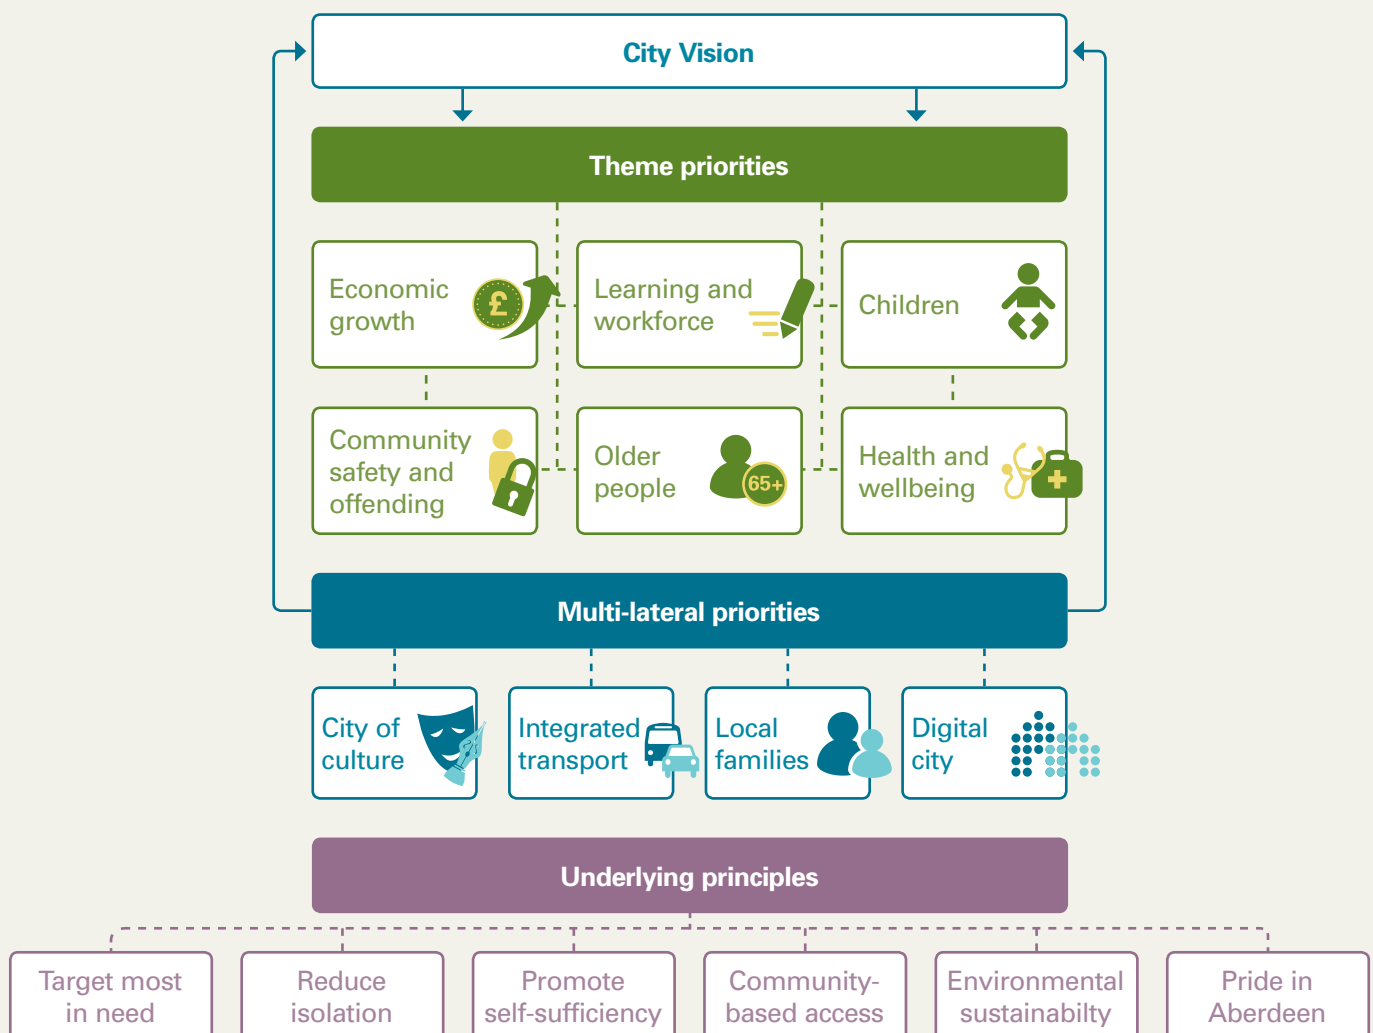 City Vision
Theme priorities
Economic
growth
£
Learning and
workforce
Children
Community
safety and
offending
Older
people
65+
Health and
wellbeing
Multi-lateral priorities
City of
culture
Integrated
transport
Local
families
Digital
city
Underlying principles
Target most
in need
Reduce
isolation
Promote
self-sufficiency
Community-
based access
Environmental
sustainabilty
Pride in
Aberdeen